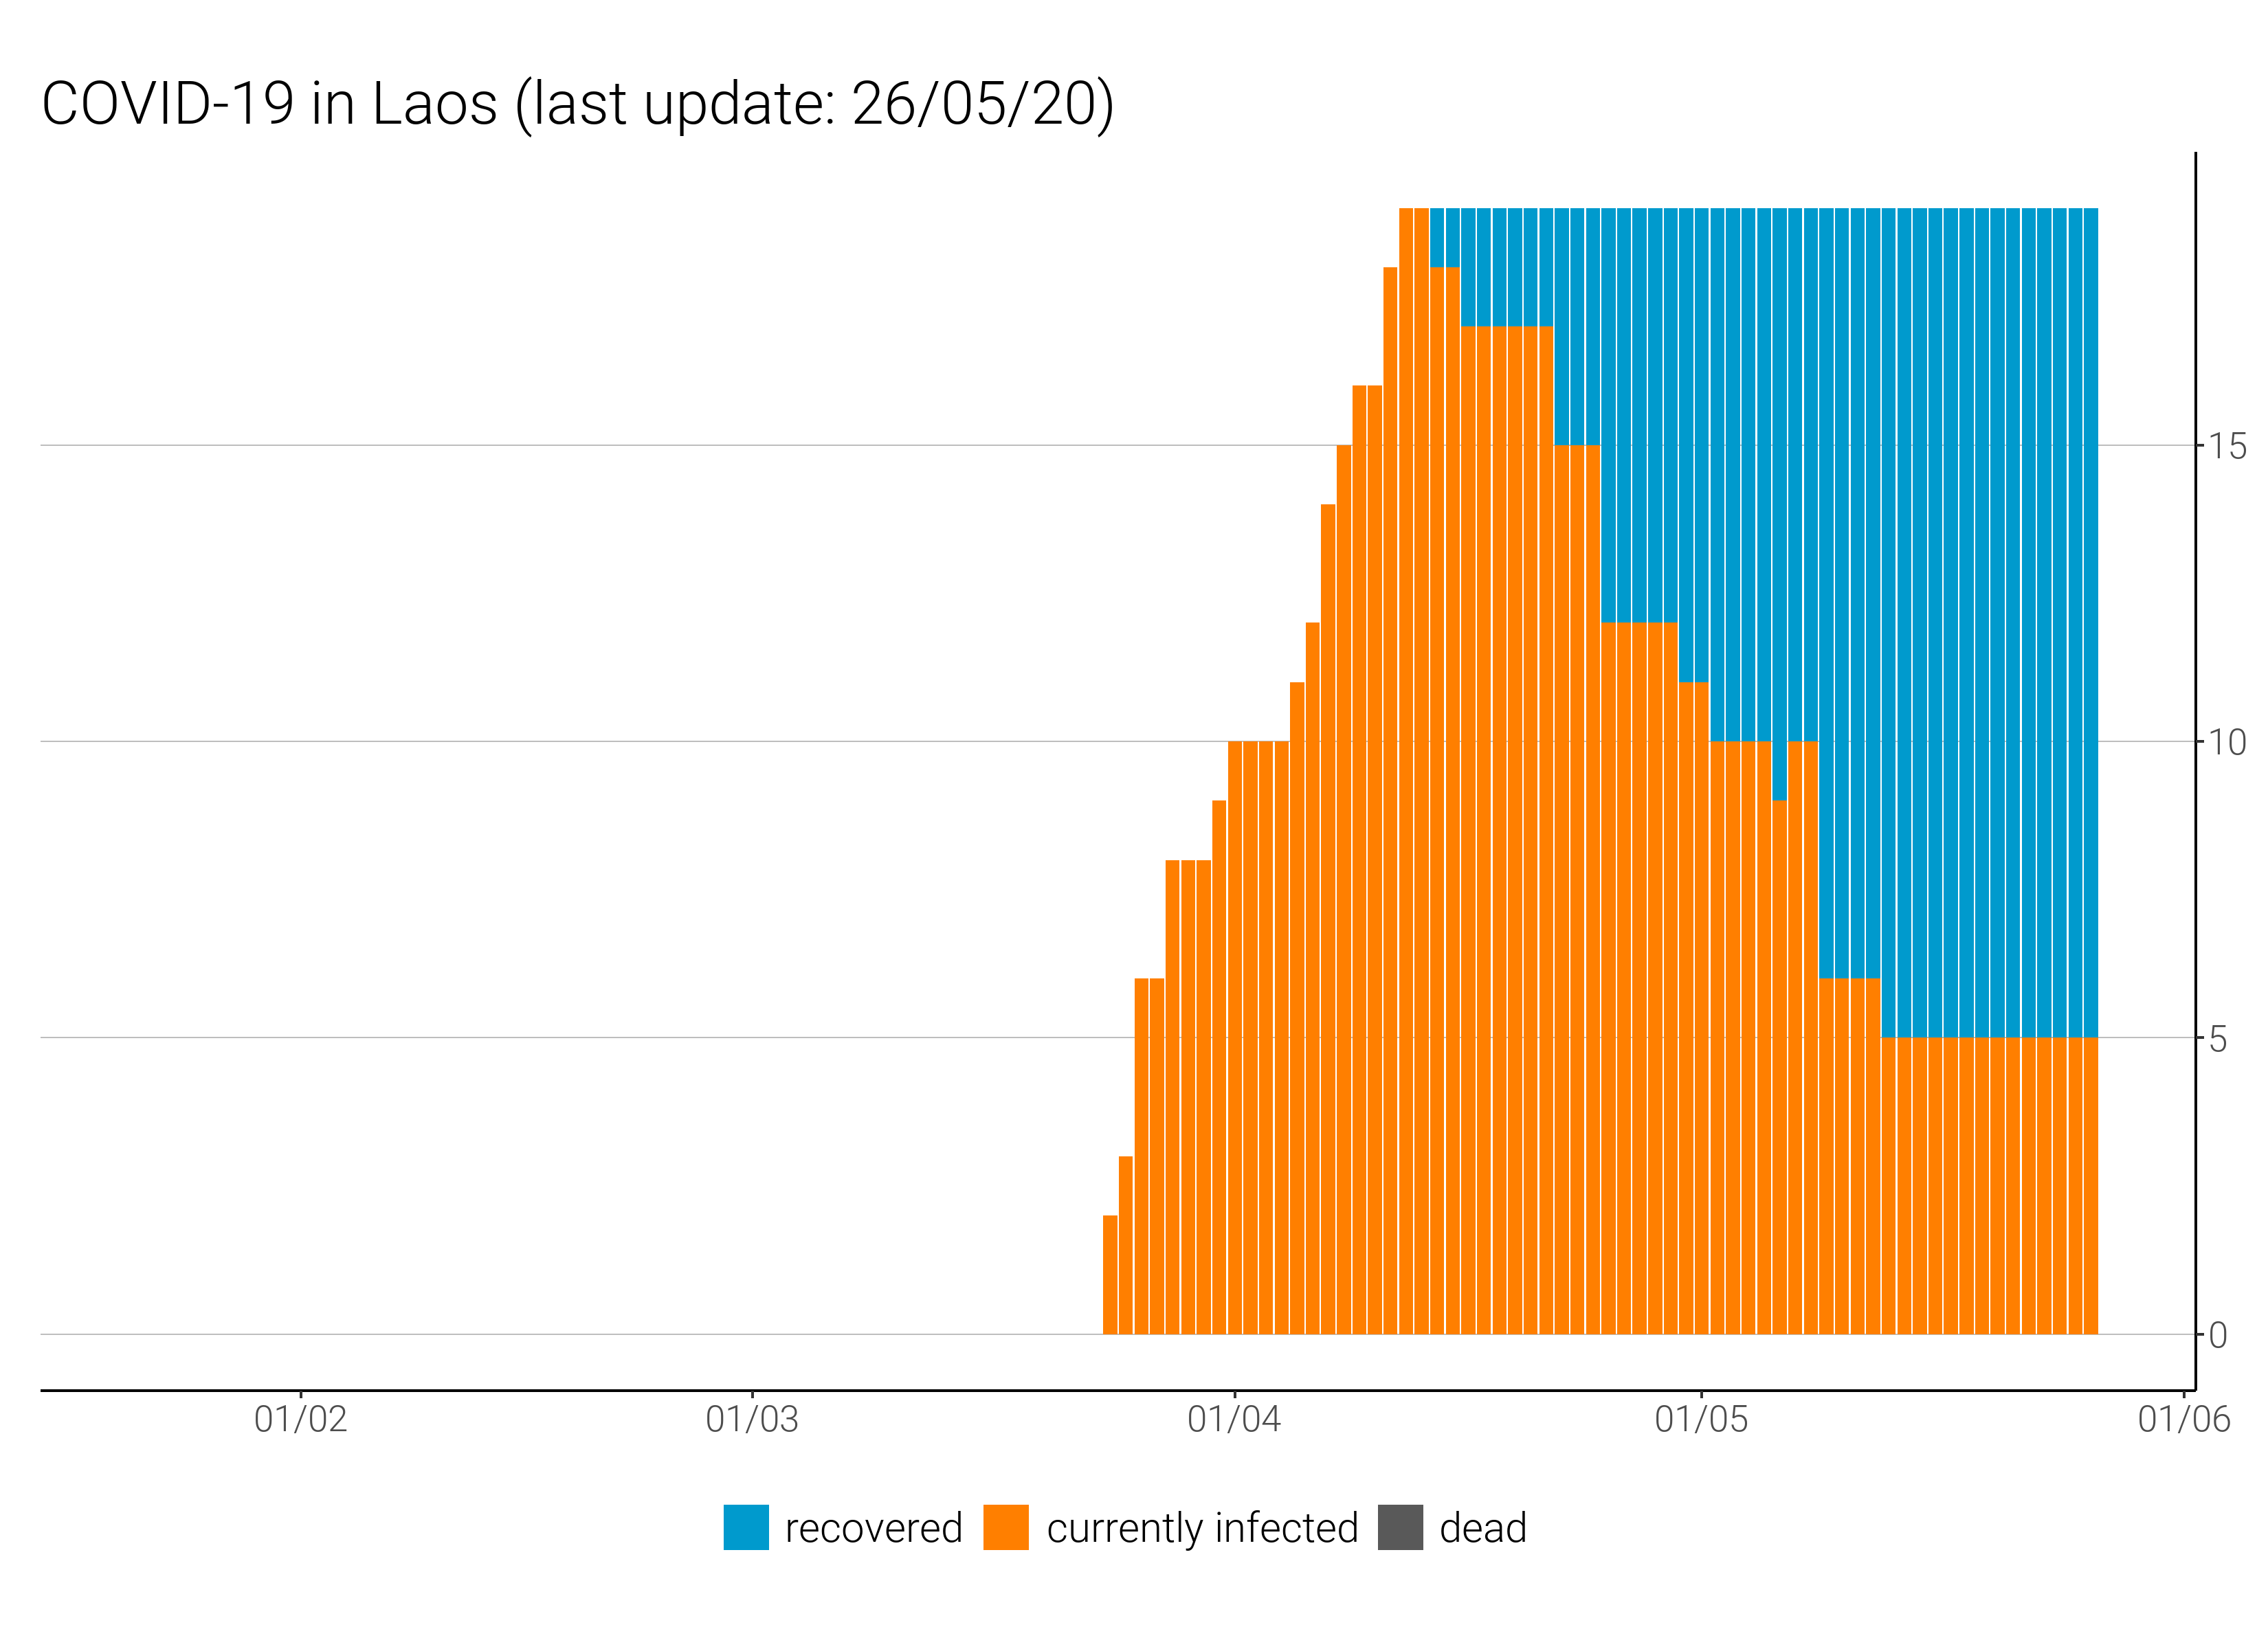 COVID-19 in Laos (last update: 26/05/20)
15
10
5
0
01/02 01/03 01/04 01/05 01/06
recovered currently infected dead